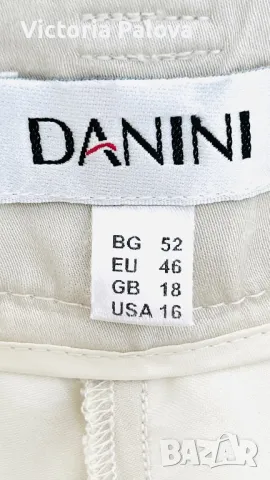 Victoria Palova
DANINI
BG 52
EU 46
GB 18
USA 16
BAZAR